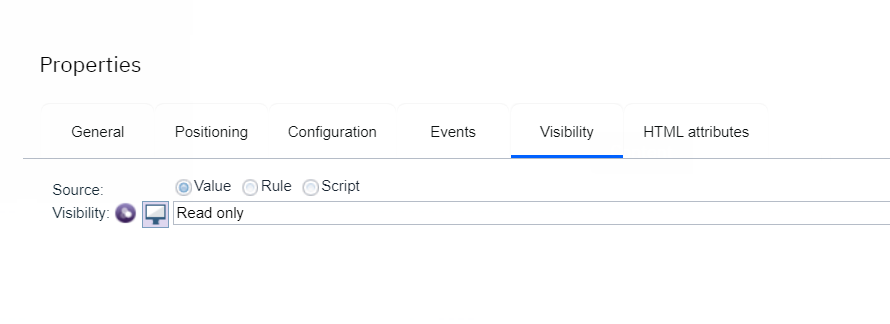 Properties
General Positioning Configuration Events Visibility HTML attributes
Source: Value Rule Script
Visibility: Read only